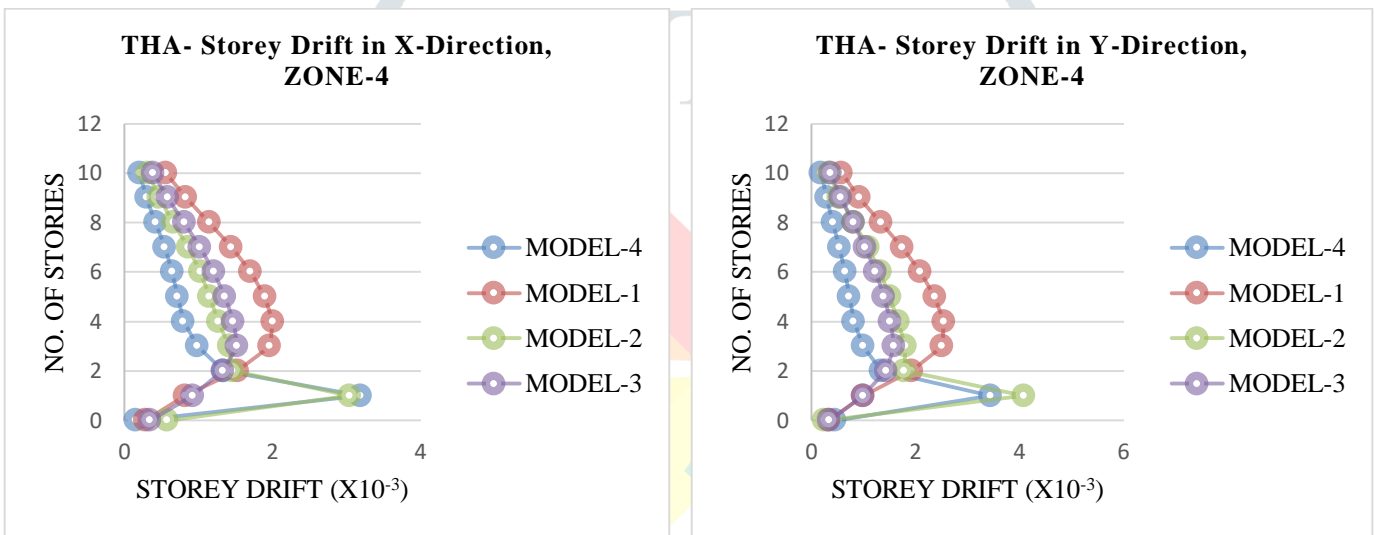 THA- Storey Drift in X-Direction,
ZONE-4
12
10
8
6
4
2
0
0 2 4
NO. OF STORIES
STOREY DRIFT (X10-3)
MODEL-4
MODEL-1
MODEL-2
MODEL-3
THA- Storey Drift in Y-Direction,
ZONE-4
12
10
8
6
4
2
0
0 2 4 6
NO. OF STORIES
STOREY DRIFT (X10-3)
MODEL-4
MODEL-1
MODEL-2
MODEL-3